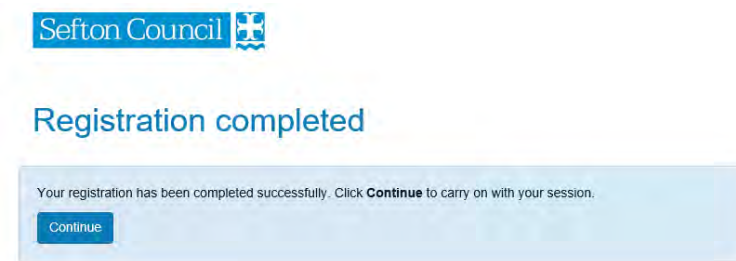 Sefton Council
Registration completed
Your registration has been completed successfully. Click Continue to carry on with your session.
Continue